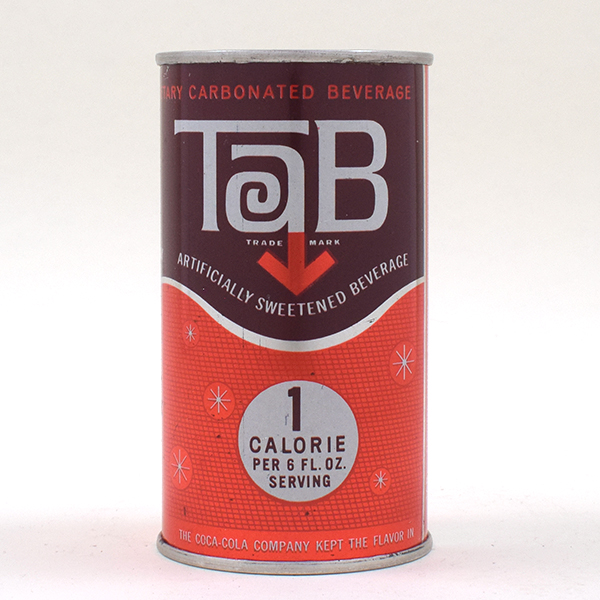 CARBONATED BEVERAGE
TaB
TRADE MARK
ARTIFICIALLY SWEETENED BEVERAGE
1
CALORIE
PER 6 FL. OZ.
SERVING
THE COCA-COLA COMPANY KEPT THE FLAVOR IN